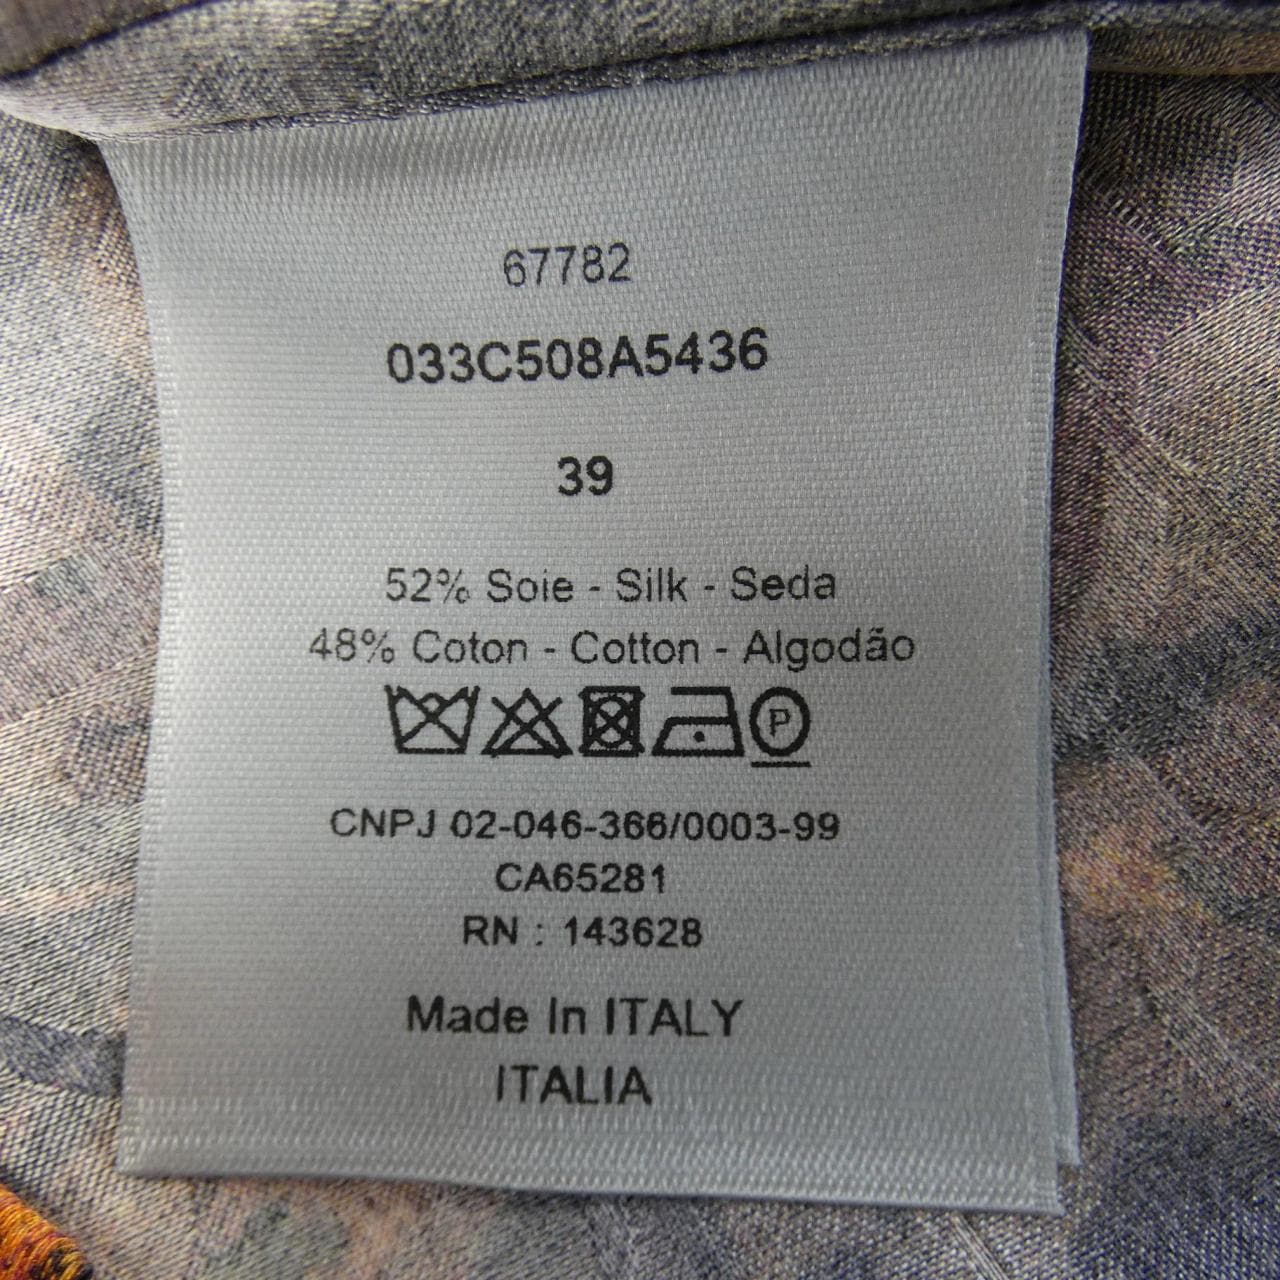 67782
033C508A5436
39
52% Soie - Silk - Seda
48% Coton - Cotton - Algodão
P
CNPJ 02-046-366/0003-99
CA65281
RN : 143628
Made In ITALY
ITALIA